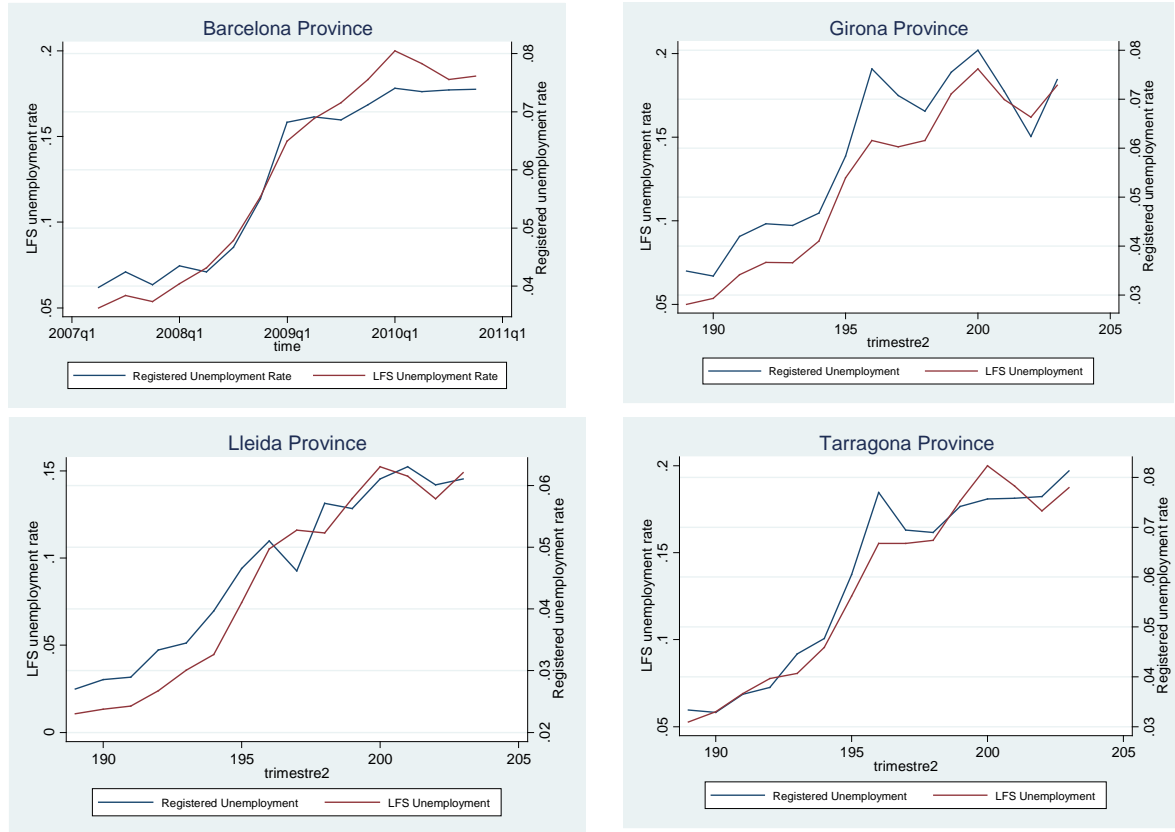 Barcelona Province
LFS unemployment rate
.05 .1 .15 .2
Registered unemployment rate
.04 .05 .06 .07 .08
2007q1 2008q1 2009q1 2010q1 2011q1
time
Registered Unemployment Rate LFS Unemployment Rate
Girona Province
LFS unemployment rate
.05 .1 .15 .2
Registered unemployment rate
.03 .04 .05 .06 .07 .08
190 195 200 205
trimestre2
Registered Unemployment LFS Unemployment
Lleida Province
LFS unemployment rate
0 .05 .1 .15
Registered unemployment rate
.02 .03 .04 .05 .06
190 195 200 205
trimestre2
Registered Unemployment LFS Unemployment
Tarragona Province
LFS unemployment rate
.05 .1 .15 .2
Registered unemployment rate
.03 .04 .05 .06 .07 .08
190 195 200 205
trimestre2
Registered Unemployment LFS Unemployment